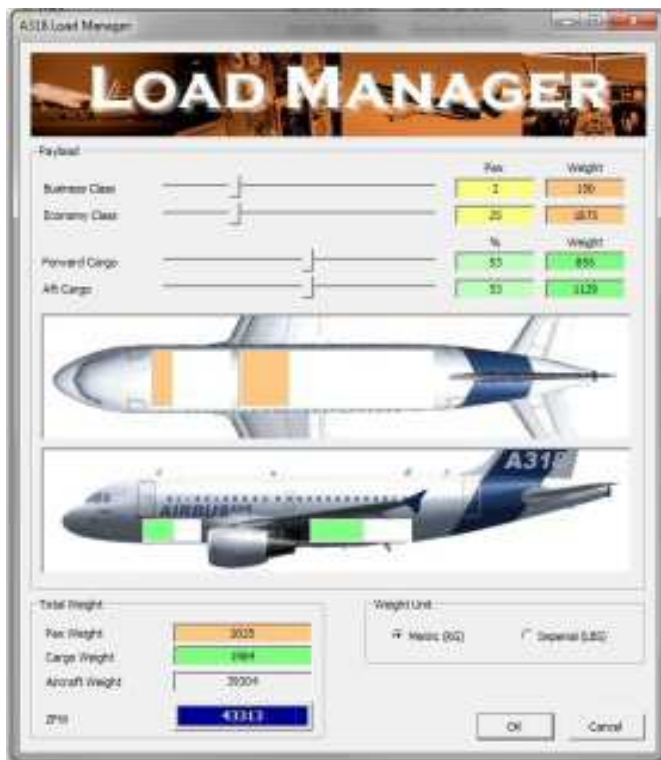 A318 Load Manager
LOAD MANAGER
Payload
Pax Weight
Business Class 2 150
Economy Class 25 1875
% Weight
Forward Cargo 53 855
Aft Cargo 53 1129
A318
AIRBUS
Total Weight
Pax Weight 2025
Cargo Weight 1984
Aircraft Weight 39304
ZFW 43313
Weight Unit
Metric (KG) Imperial (LBS)
OK Cancel